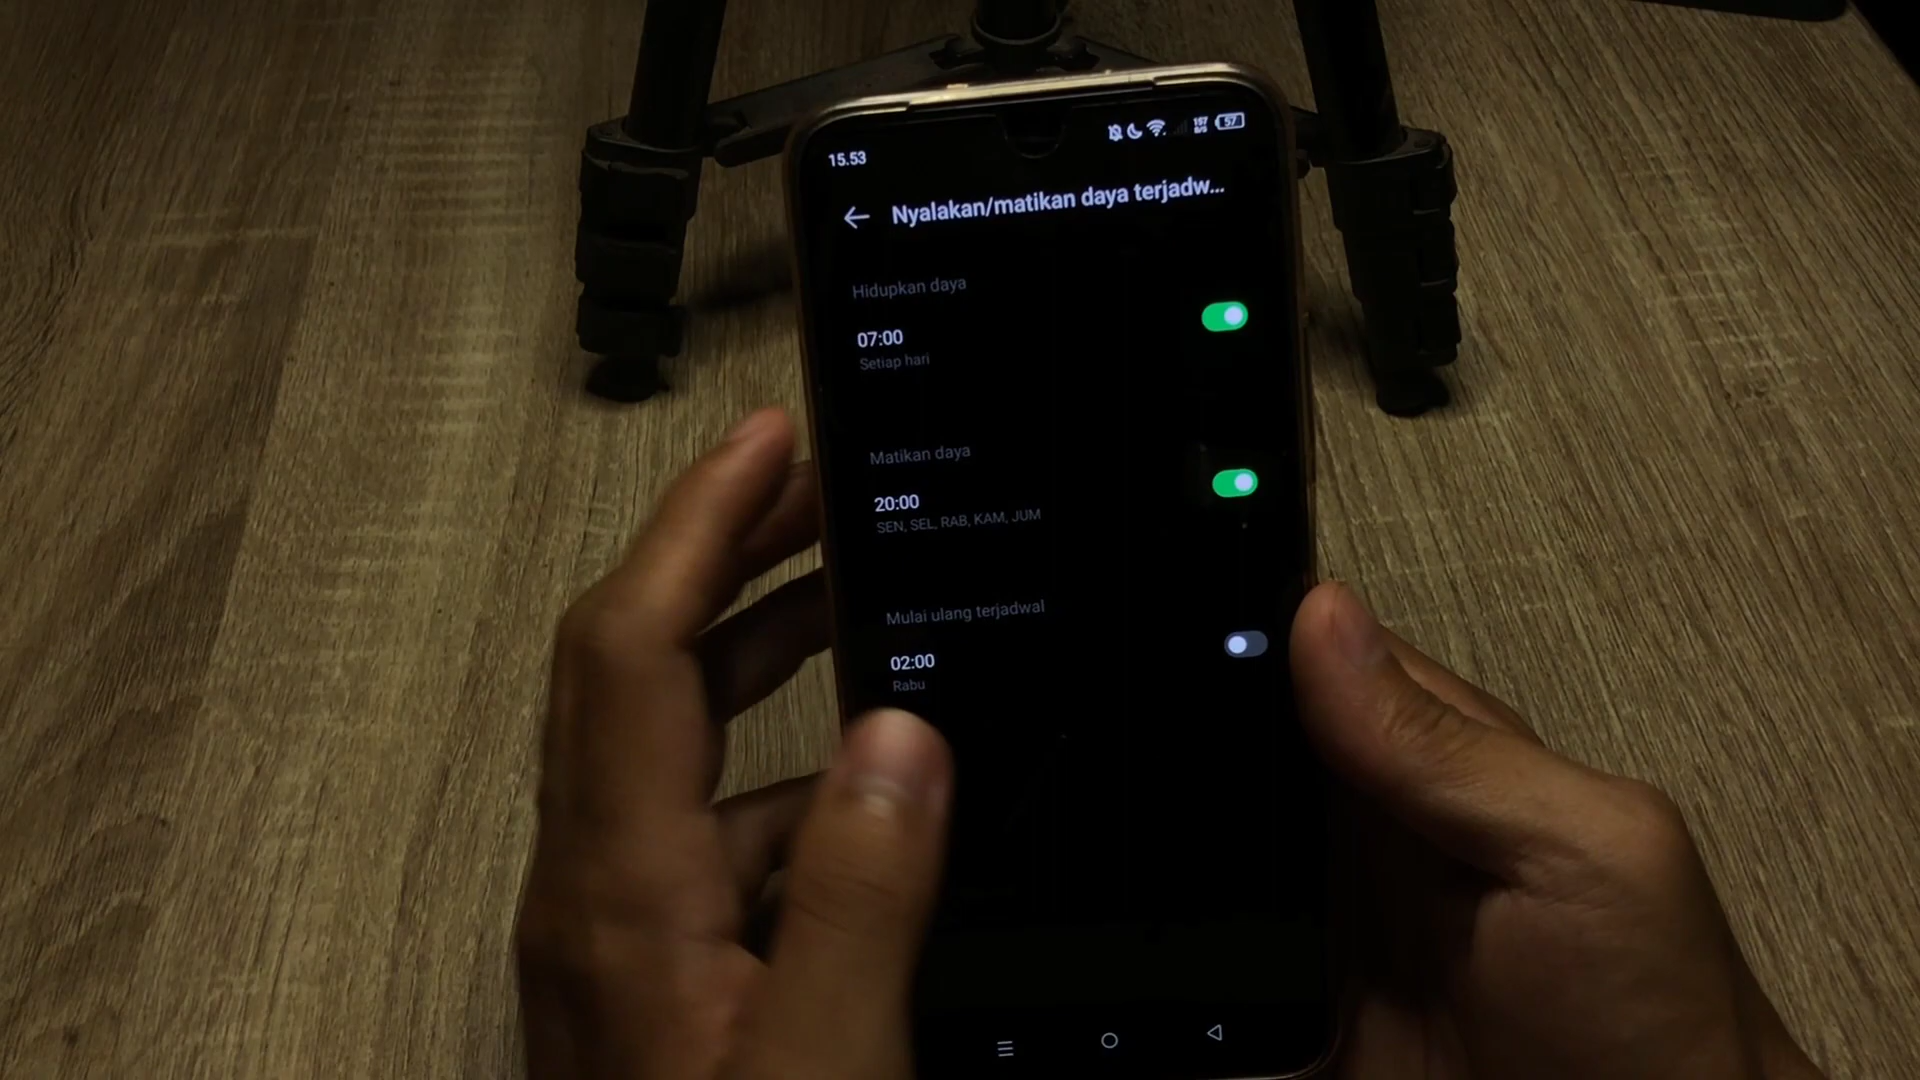 15.53
57
Nyalakan/matikan daya terjadw...
Hidupkan daya
07:00
Setiap hari
Matikan daya
20:00
SEN, SEL, RAB, KAM, JUM
Mulai ulang terjadwal
02:00
Rabu